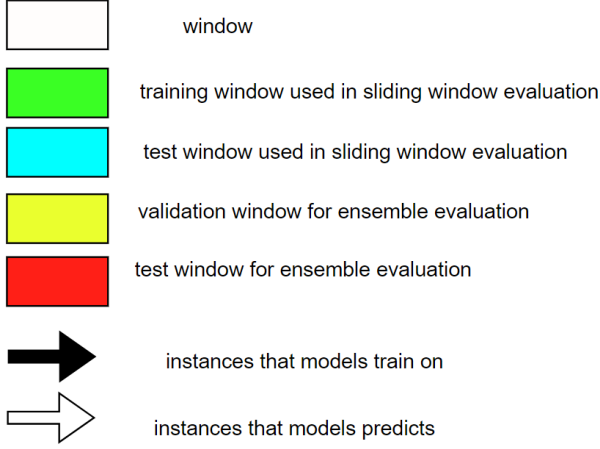 window
training window used in sliding window evaluation
test window used in sliding window evaluation
validation window for ensemble evaluation
test window for ensemble evaluation
instances that models train on
instances that models predicts